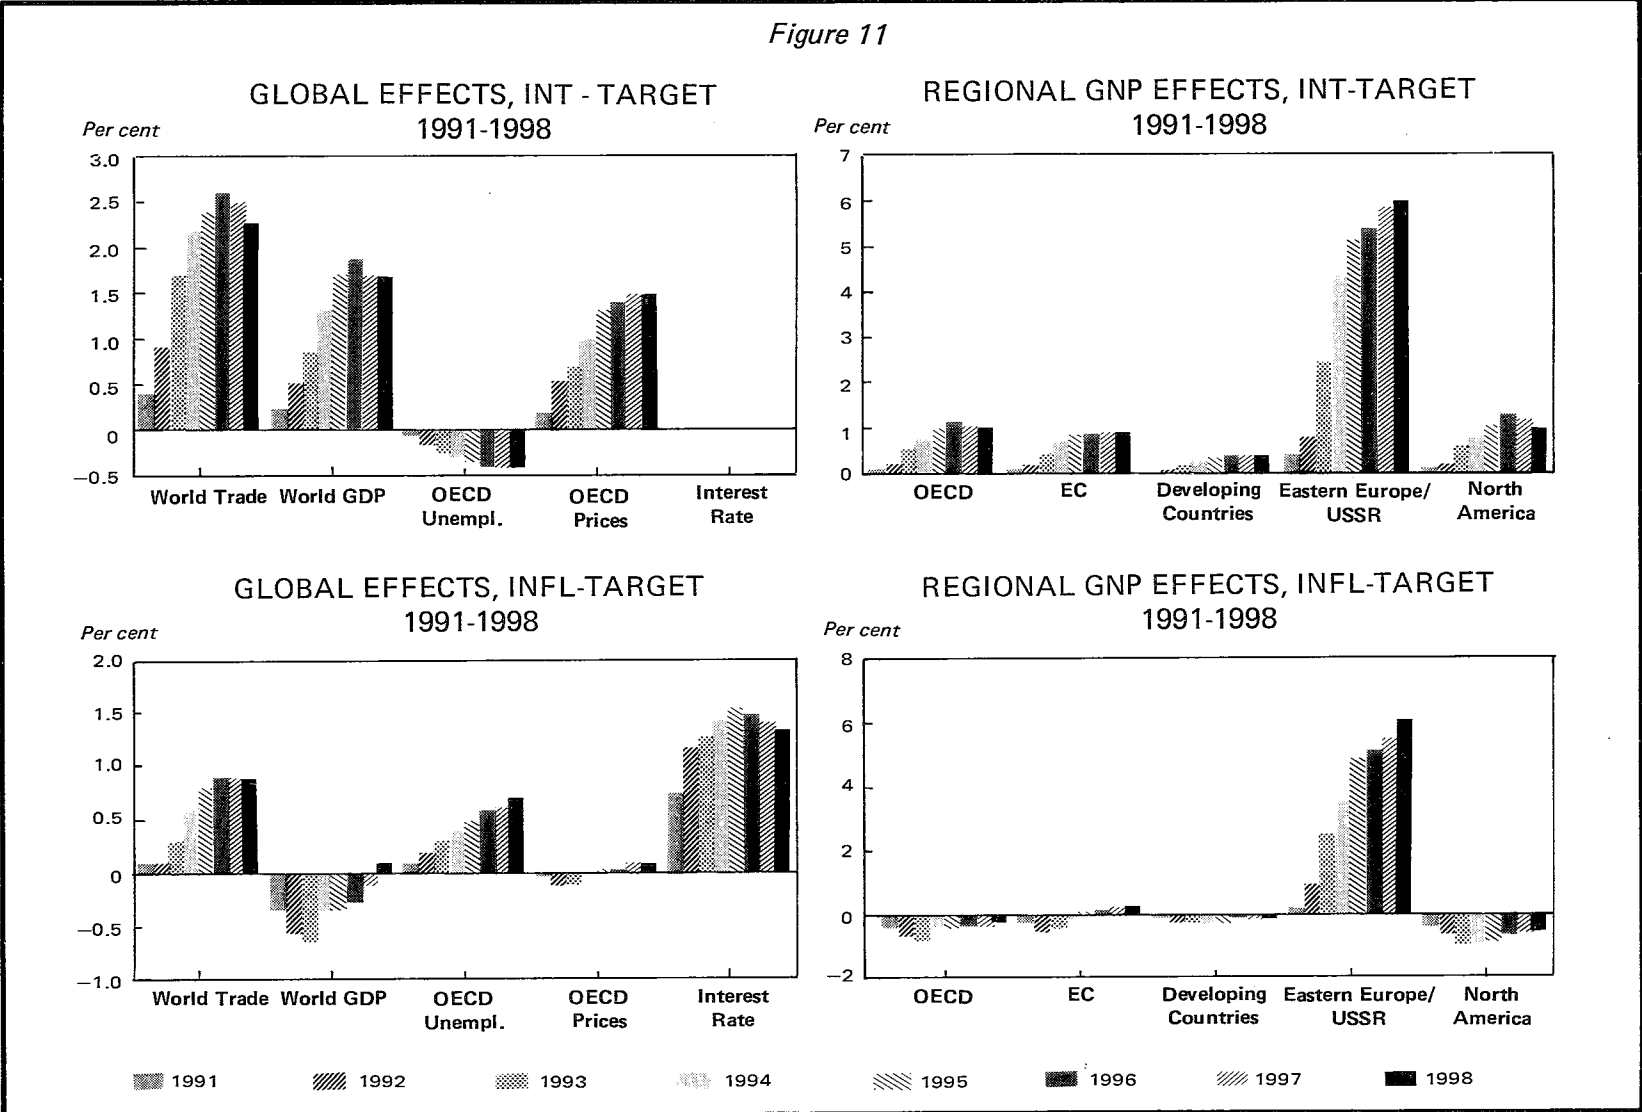 Figure 11
GLOBAL EFFECTS, INT - TARGET
1991-1998
Per cent
3.0
2.5
2.0
1.5
1.0
0.5
0
−0.5
World Trade
World GDP
OECD
Unempl.
OECD
Prices
Interest
Rate
REGIONAL GNP EFFECTS, INT-TARGET
1991-1998
Per cent
7
6
5
4
3
2
1
0
OECD
EC
Developing
Countries
Eastern Europe/
USSR
North
America
GLOBAL EFFECTS, INFL-TARGET
1991-1998
Per cent
2.0
1.5
1.0
0.5
0
−0.5
−1.0
World Trade
World GDP
OECD
Unempl.
OECD
Prices
Interest
Rate
REGIONAL GNP EFFECTS, INFL-TARGET
1991-1998
Per cent
8
6
4
2
0
−2
OECD
EC
Developing
Countries
Eastern Europe/
USSR
North
America
1991
1992
1993
1994
1995
1996
1997
1998